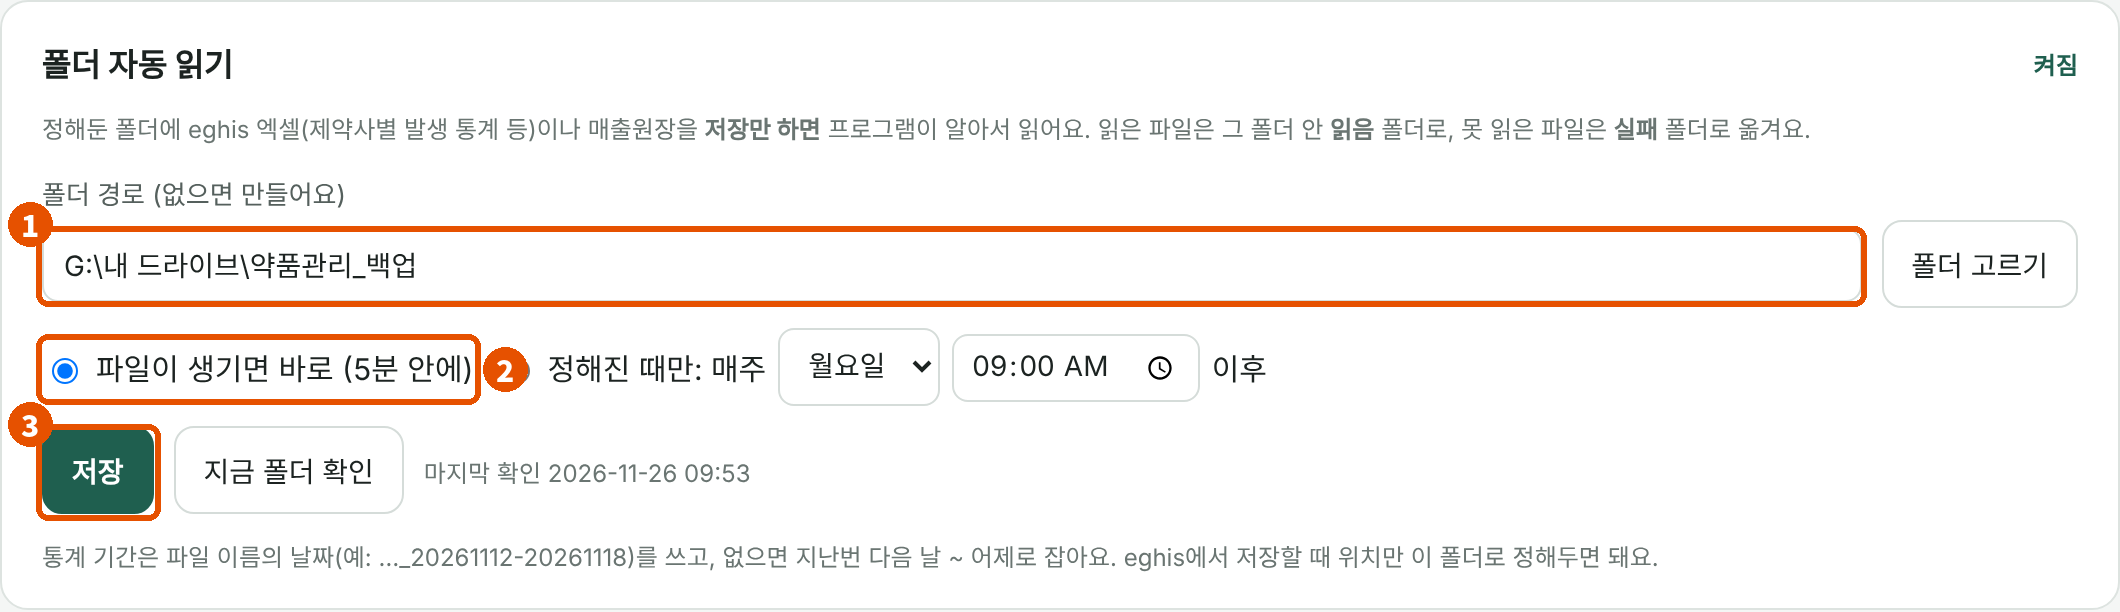 폴더 자동 읽기
켜짐
정해둔 폴더에 eghis 엑셀(제약사별 발생 통계 등)이나 매출원장을 저장만 하면 프로그램이 알아서 읽어요. 읽은 파일은 그 폴더 안 읽음 폴더로, 못 읽은 파일은 실패 폴더로 옮겨요.
폴더 경로 (없으면 만들어요)
1
G:\내 드라이브\약품관리_백업
폴더 고르기
파일이 생기면 바로 (5분 안에) 2 정해진 때만: 매주 월요일 09:00 AM 이후
3
저장 지금 폴더 확인 마지막 확인 2026-11-26 09:53
통계 기간은 파일 이름의 날짜(예: ..._20261112-20261118)를 쓰고, 없으면 지난번 다음 날 ~ 어제로 잡아요. eghis에서 저장할 때 위치만 이 폴더로 정해두면 돼요.